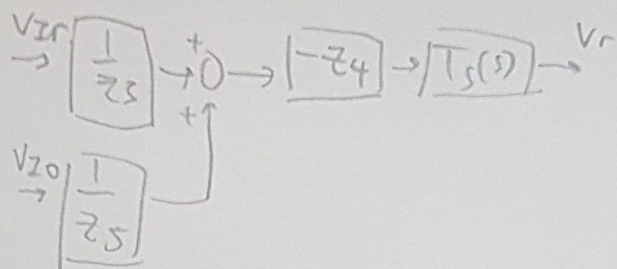 VIr
1/Z3
+
-Z4
T5(s)
Vr
+
VIO
1/Z5